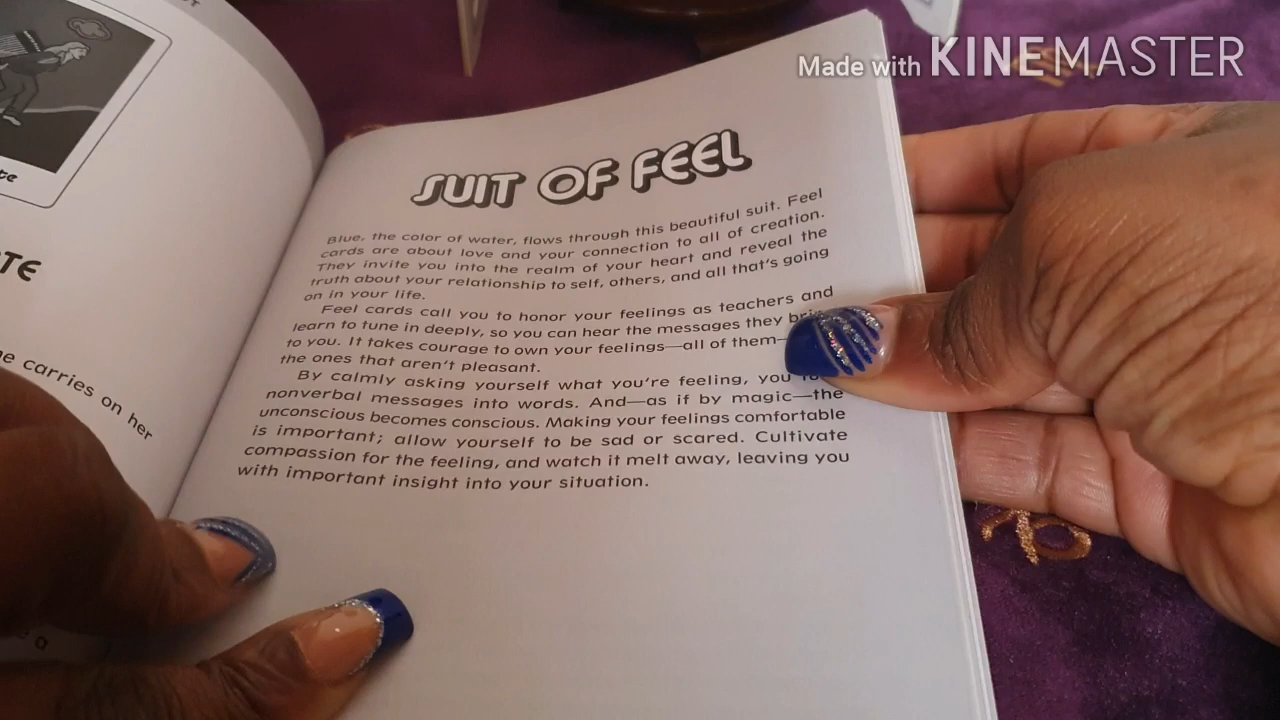 Made with KINEMASTER
te
TE
e carries on her
a
SUIT OF FEEL
Blue, the color of water, flows through this beautiful suit. Feel
cards are about love and your connection to all of creation.
They invite you into the realm of your heart and reveal the
truth about your relationship to self, others, and all that's going
on in your life.
Feel cards call you to honor your feelings as teachers and
learn to tune in deeply, so you can hear the messages they
to you. It takes courage to own your feelings—all of them—
the ones that aren't pleasant.
By calmly asking yourself what you're feeling, you
nonverbal messages into words. And—as if by magic—the
unconscious becomes conscious. Making your feelings comfortable
is important; allow yourself to be sad or scared. Cultivate
compassion for the feeling, and watch it melt away, leaving you
with important insight into your situation.